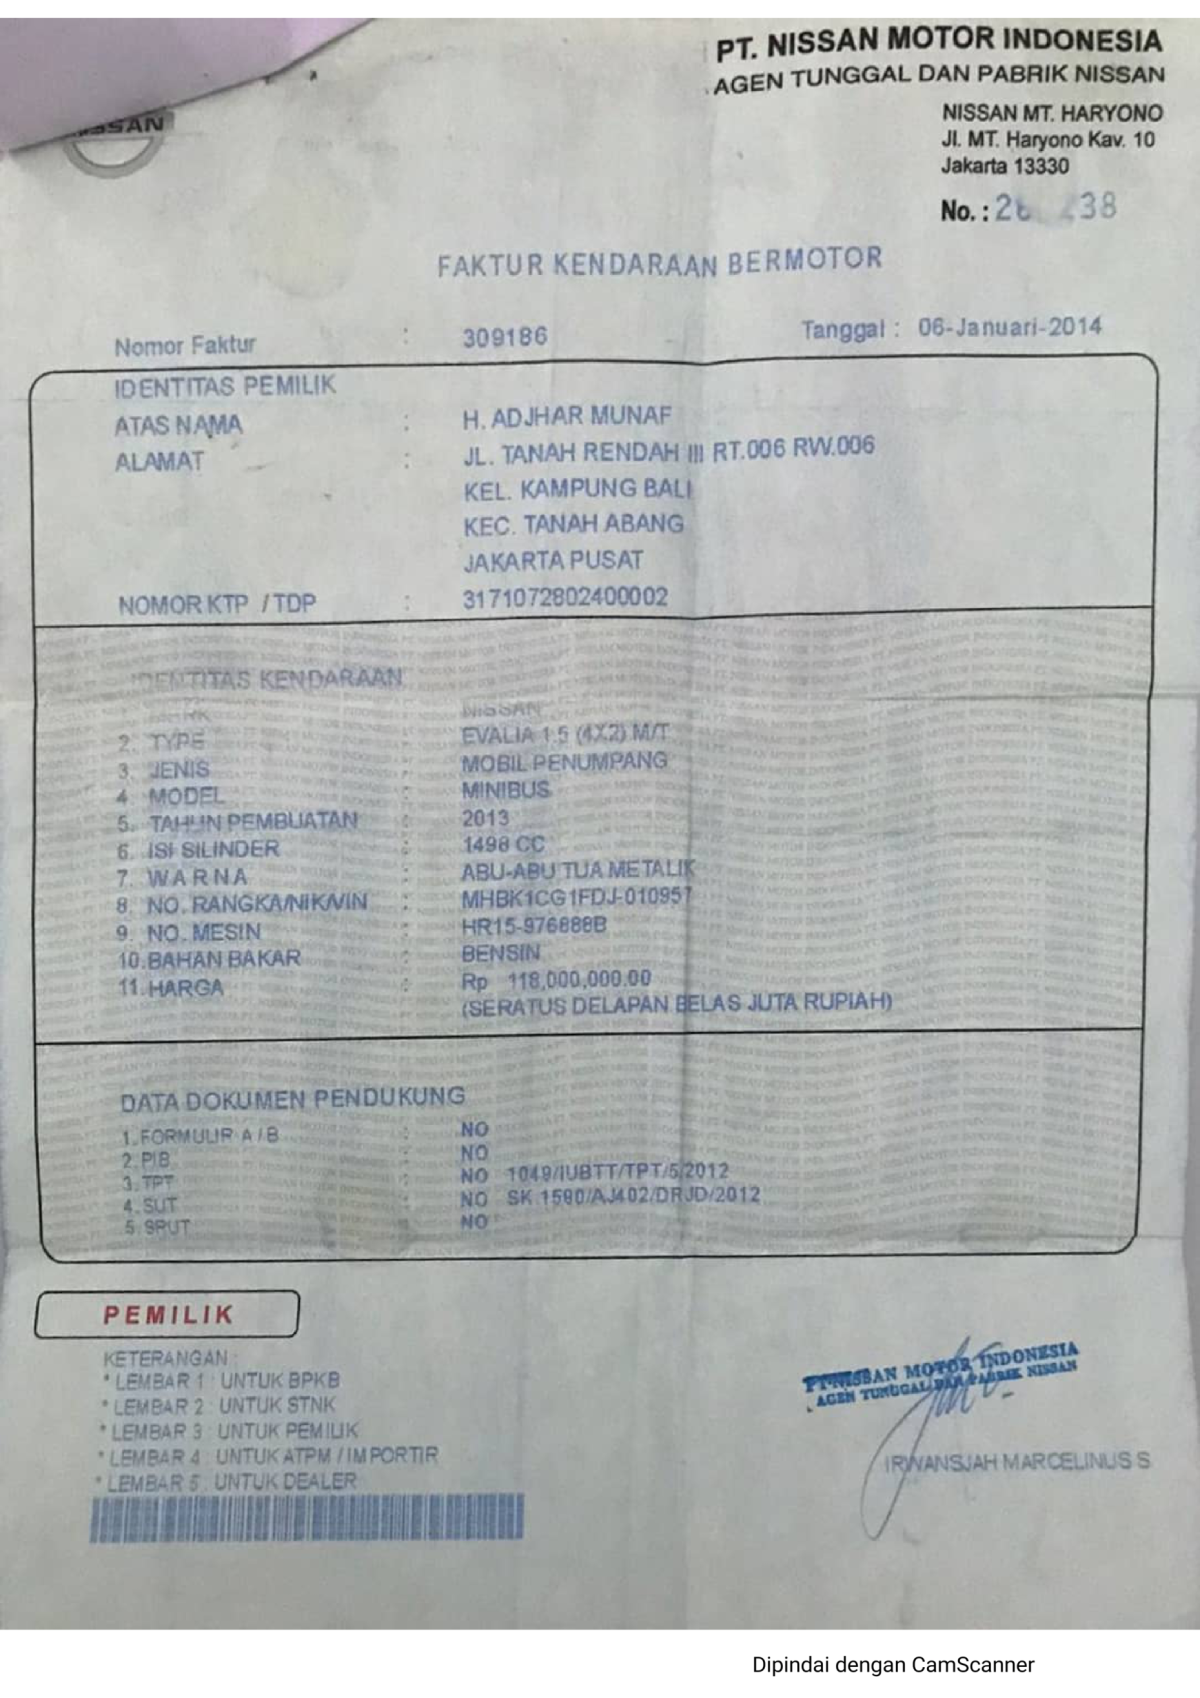 PT. NISSAN MOTOR INDONESIA
AGEN TUNGGAL DAN PABRIK NISSAN
NISSAN
NISSAN MT. HARYONO
Jl. MT. Haryono Kav. 10
Jakarta 13330
No. :
FAKTUR KENDARAAN BERMOTOR
Nomor Faktur : 309186 Tanggal : 06-Januari-2014
IDENTITAS PEMILIK
ATAS NAMA : H. ADJHAR MUNAF
ALAMAT : JL. TANAH RENDAH III RT.006 RW.006
KEL. KAMPUNG BALI
KEC. TANAH ABANG
JAKARTA PUSAT
NOMOR KTP / TDP : 3171072802400002
IDENTITAS KENDARAAN
NISSAN
2. TYPE : EVALIA 1.5 (4X2) M/T
3. JENIS : MOBIL PENUMPANG
4. MODEL : MINIBUS
5. TAHUN PEMBUATAN : 2013
6. ISI SILINDER : 1498 CC
7. WARNA : ABU-ABU TUA METALIK
8. NO. RANGKA/NIK/VIN : MHBK1CG1FDJ-010957
9. NO. MESIN : HR15-976888B
10. BAHAN BAKAR : BENSIN
11. HARGA : Rp 118,000,000.00
(SERATUS DELAPAN BELAS JUTA RUPIAH)
DATA DOKUMEN PENDUKUNG
1. FORMULIR A / B : NO
2. PIB : NO
3. TPT : NO 1049/IUBTT/TPT/5/2012
4. SUT : NO SK.1580/AJ402/DRJD/2012
5. SRUT : NO
PEMILIK
KETERANGAN :
* LEMBAR 1 : UNTUK BPKB
* LEMBAR 2 : UNTUK STNK
* LEMBAR 3 : UNTUK PEMILIK
* LEMBAR 4 : UNTUK ATPM / IMPORTIR
* LEMBAR 5 : UNTUK DEALER
PT.NISSAN MOTOR INDONESIA
AGEN TUNGGAL DAN PABRIK NISSAN
IRWANSJAH MARCELINUS S
Dipindai dengan CamScanner